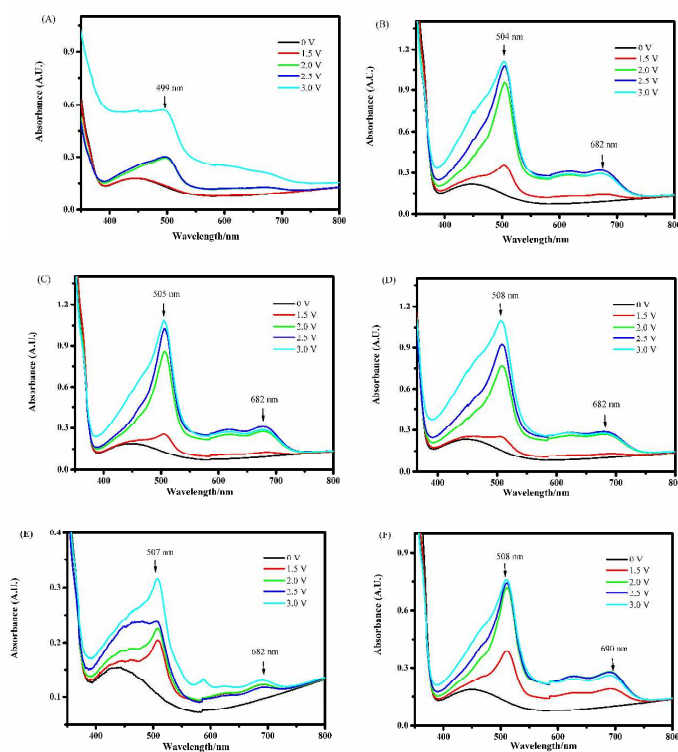 (A)
499 nm
0 V
1.5 V
2.0 V
2.5 V
3.0 V
Absorbance (A.U.)
0.9
0.6
0.3
0.0
400 500 600 700 800
Wavelength/nm
(B)
504 nm
682 nm
0 V
1.5 V
2.0 V
2.5 V
3.0 V
Absorbance (A.U.)
1.2
0.9
0.6
0.3
0.0
400 500 600 700 800
Wavelength/nm
(C)
505 nm
682 nm
0 V
1.5 V
2.0 V
2.5 V
3.0 V
Absorbance (A.U.)
1.2
0.9
0.6
0.3
0.0
400 500 600 700 800
Wavelength/nm
(D)
508 nm
682 nm
0 V
1.5 V
2.0 V
2.5 V
3.0 V
Absorbance (A.U.)
1.2
0.9
0.6
0.3
0.0
400 500 600 700 800
Wavelength/nm
(E)
507 nm
682 nm
0 V
1.5 V
2.0 V
2.5 V
3.0 V
Absorbance (A.U.)
0.4
0.3
0.2
0.1
400 500 600 700 800
Wavelength/nm
(F)
508 nm
690 nm
0 V
1.5 V
2.0 V
2.5 V
3.0 V
Absorbance (A.U.)
0.9
0.6
0.3
0.0
400 500 600 700 800
Wavelength/nm